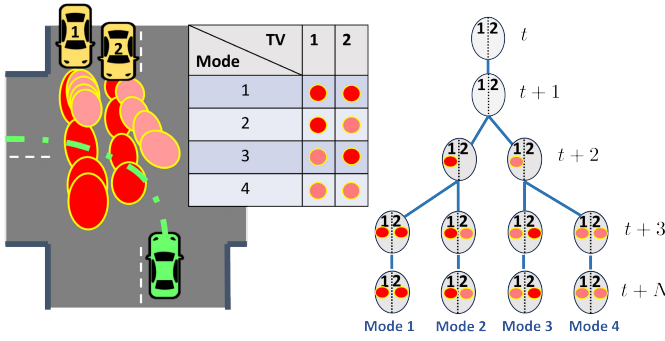 1
2
TV 1 2
Mode
1
2
3
4
1 2 t
1 2 t + 1
1 2 1 2 t + 2
1 2 1 2 1 2 1 2 t + 3
1 2 1 2 1 2 1 2 t + N
Mode 1 Mode 2 Mode 3 Mode 4